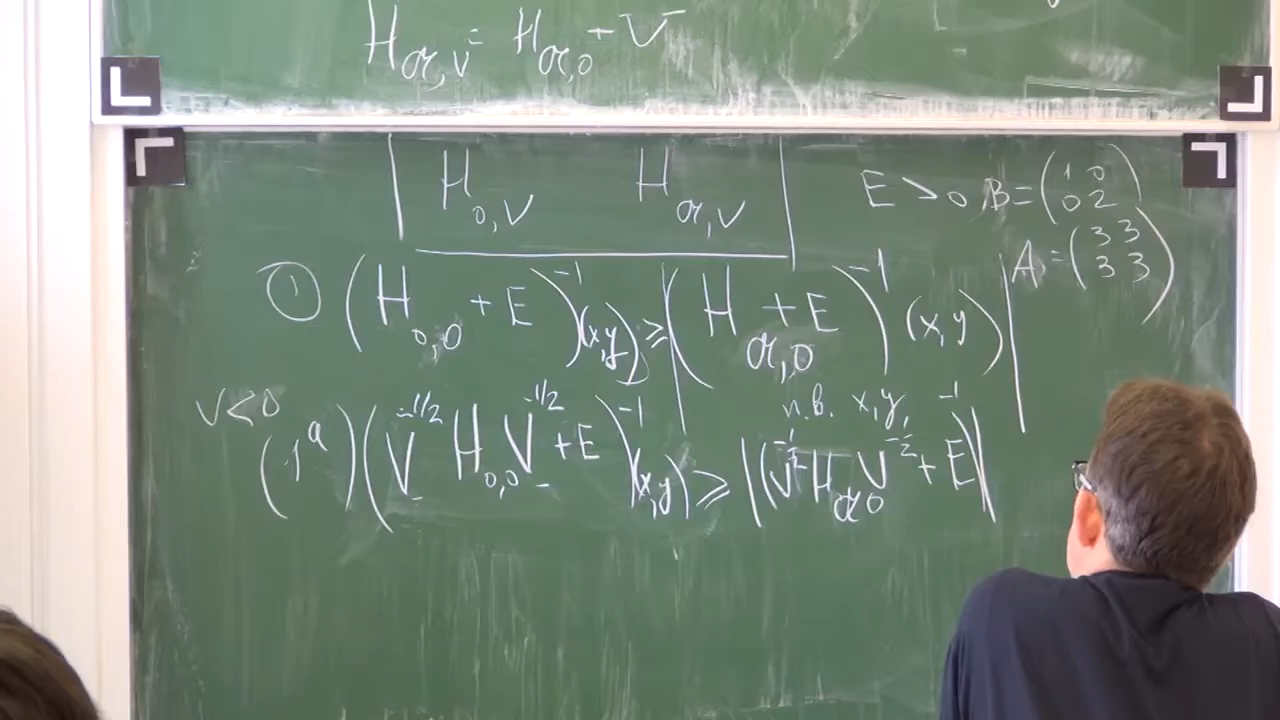 H_{α,V} = H_{α,0} - V
H_{0,V} H_{α,V}
E > 0, B = (1 0 0 2)
A = (3 3 3 3)
① (H_{0,0} + E)^{-1}(x,y) ≥ |(H_{α,0} + E)^{-1}(x,y)|
п.в. x,y,
V<0
(1^a) (V_-^{-1/2} H_{0,0} V_-^{-1/2} + E)^{-1}(x,y) ≥ |(V^{-1/2} H_{α,0} V^{-1/2} + E)^{-1}|